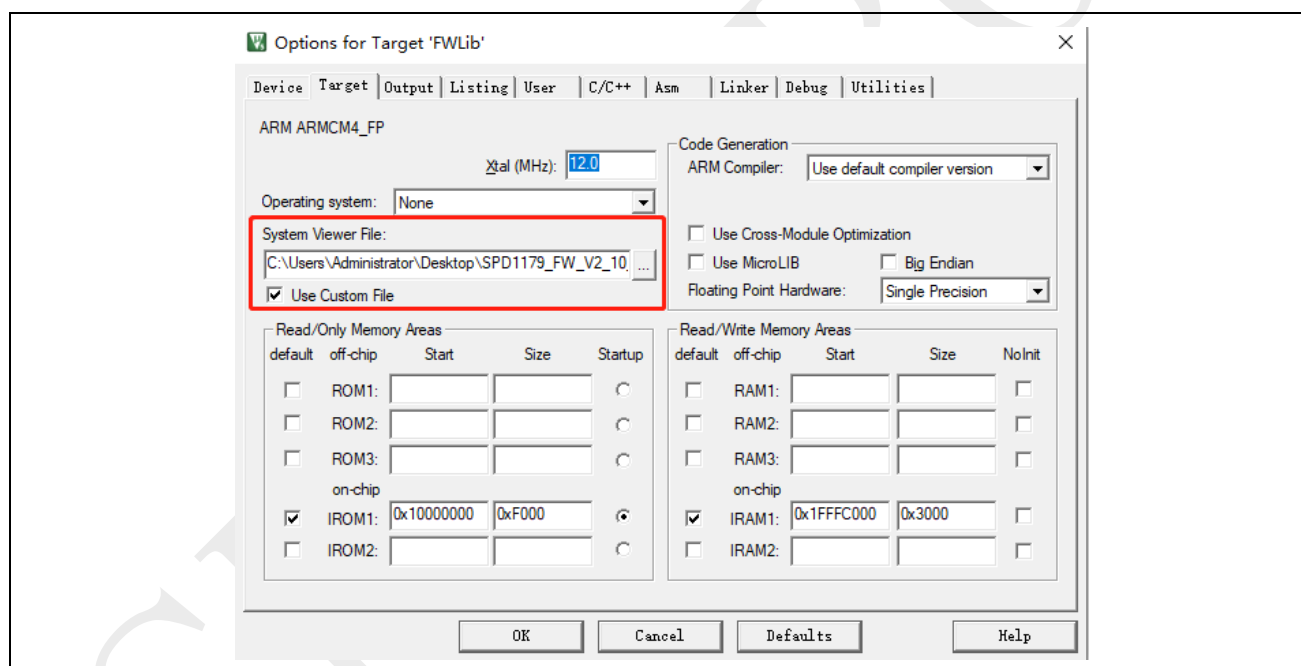 Options for Target 'FWLib'
Device Target Output Listing User C/C++ Asm Linker Debug Utilities
ARM ARMCM4_FP
Xtal (MHz): 12.0
Operating system: None
System Viewer File:
C:\Users\Administrator\Desktop\SPD1179_FW_V2_10_ ...
Use Custom File
Code Generation
ARM Compiler: Use default compiler version
Use Cross-Module Optimization
Use MicroLIB Big Endian
Floating Point Hardware: Single Precision
Read/Only Memory Areas
default off-chip Start Size Startup
ROM1:
ROM2:
ROM3:
on-chip
IROM1: 0x10000000 0xF000
IROM2:
Read/Write Memory Areas
default off-chip Start Size NoInit
RAM1:
RAM2:
RAM3:
on-chip
IRAM1: 0x1FFFC000 0x3000
IRAM2:
OK Cancel Defaults Help